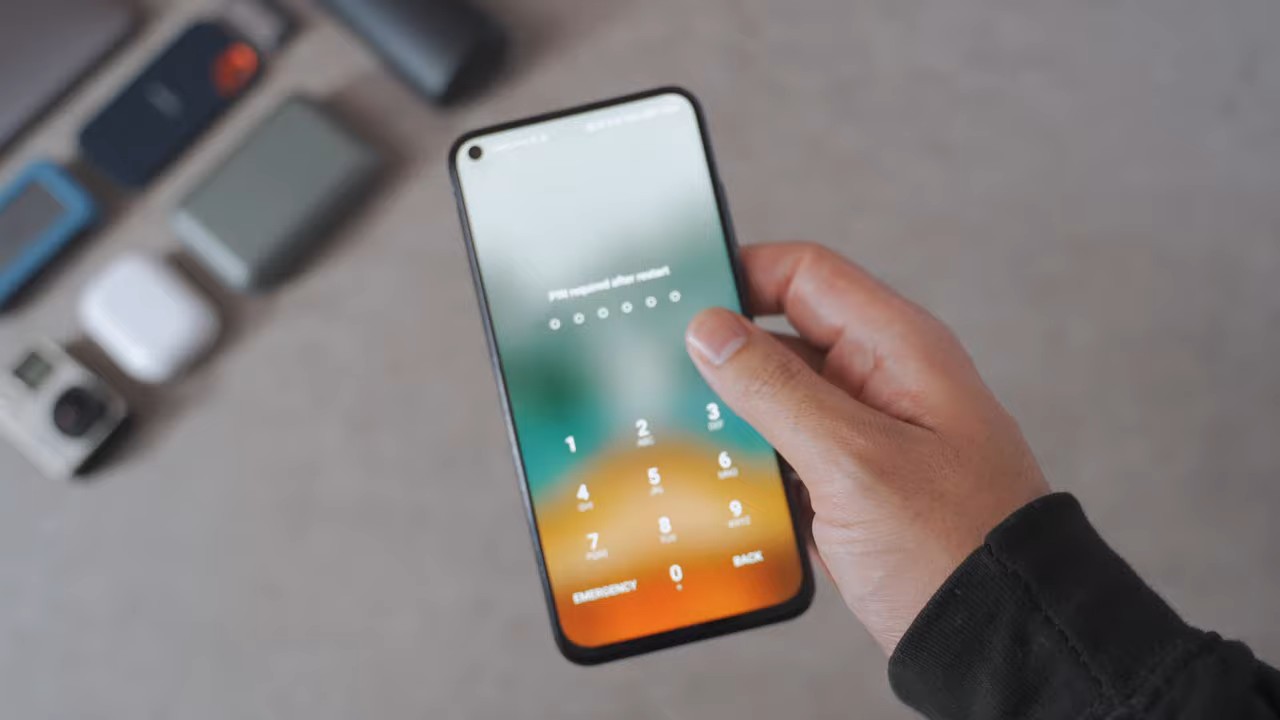 PIN required after restart
1
2
ABC
3
DEF
4
GHI
5
JKL
6
MNO
7
PQRS
8
TUV
9
WXYZ
EMERGENCY
0
+
BACK